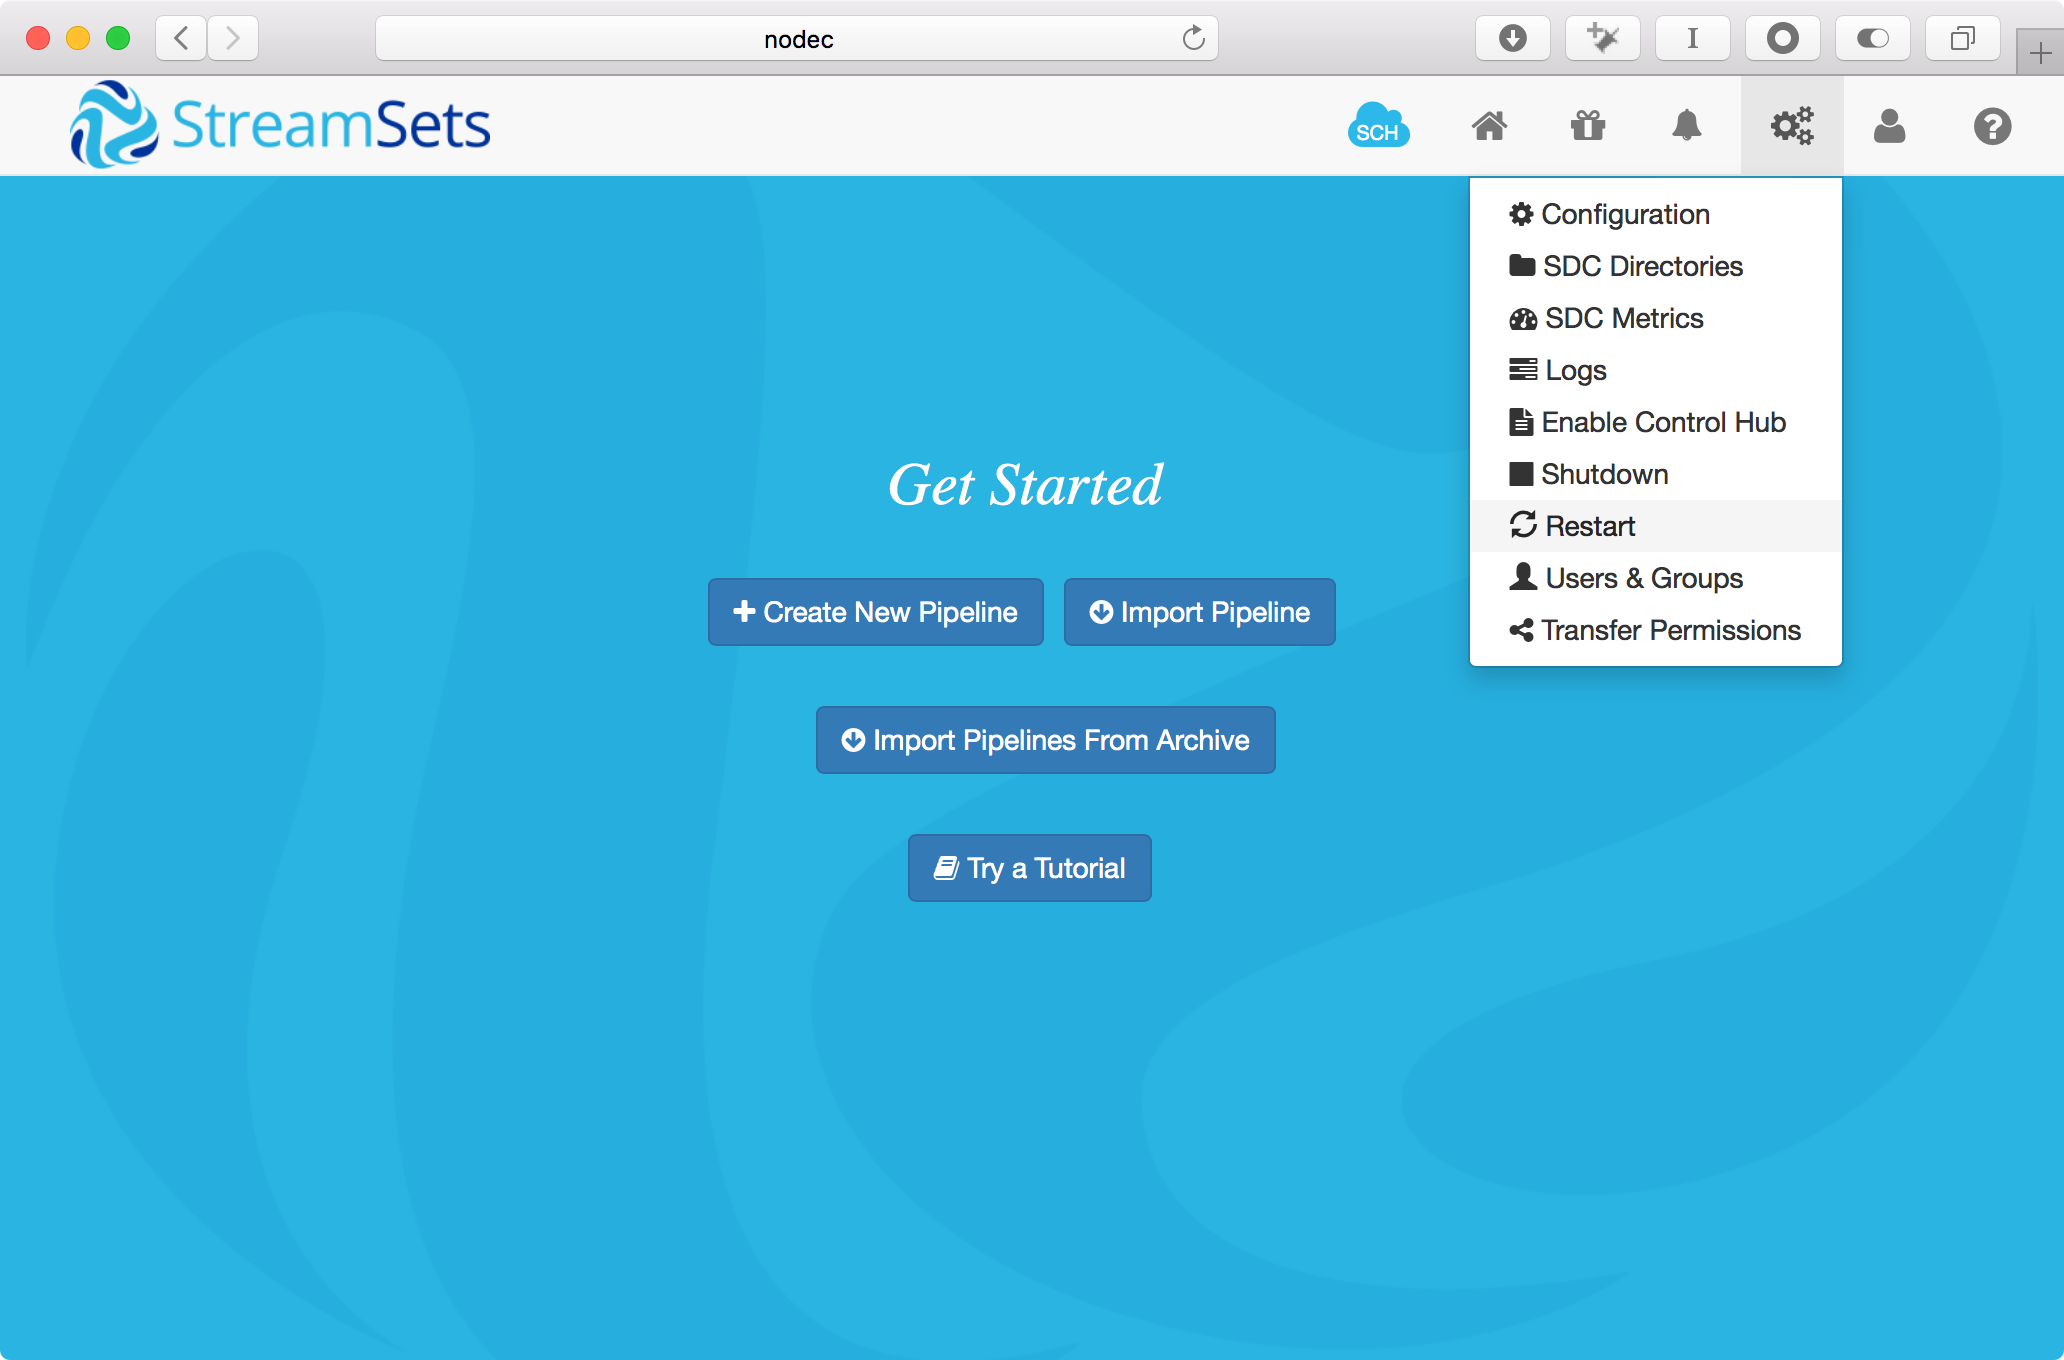 nodec
StreamSets
SCH
Configuration
SDC Directories
SDC Metrics
Logs
Enable Control Hub
Shutdown
Restart
Users & Groups
Transfer Permissions
Get Started
Create New Pipeline
Import Pipeline
Import Pipelines From Archive
Try a Tutorial